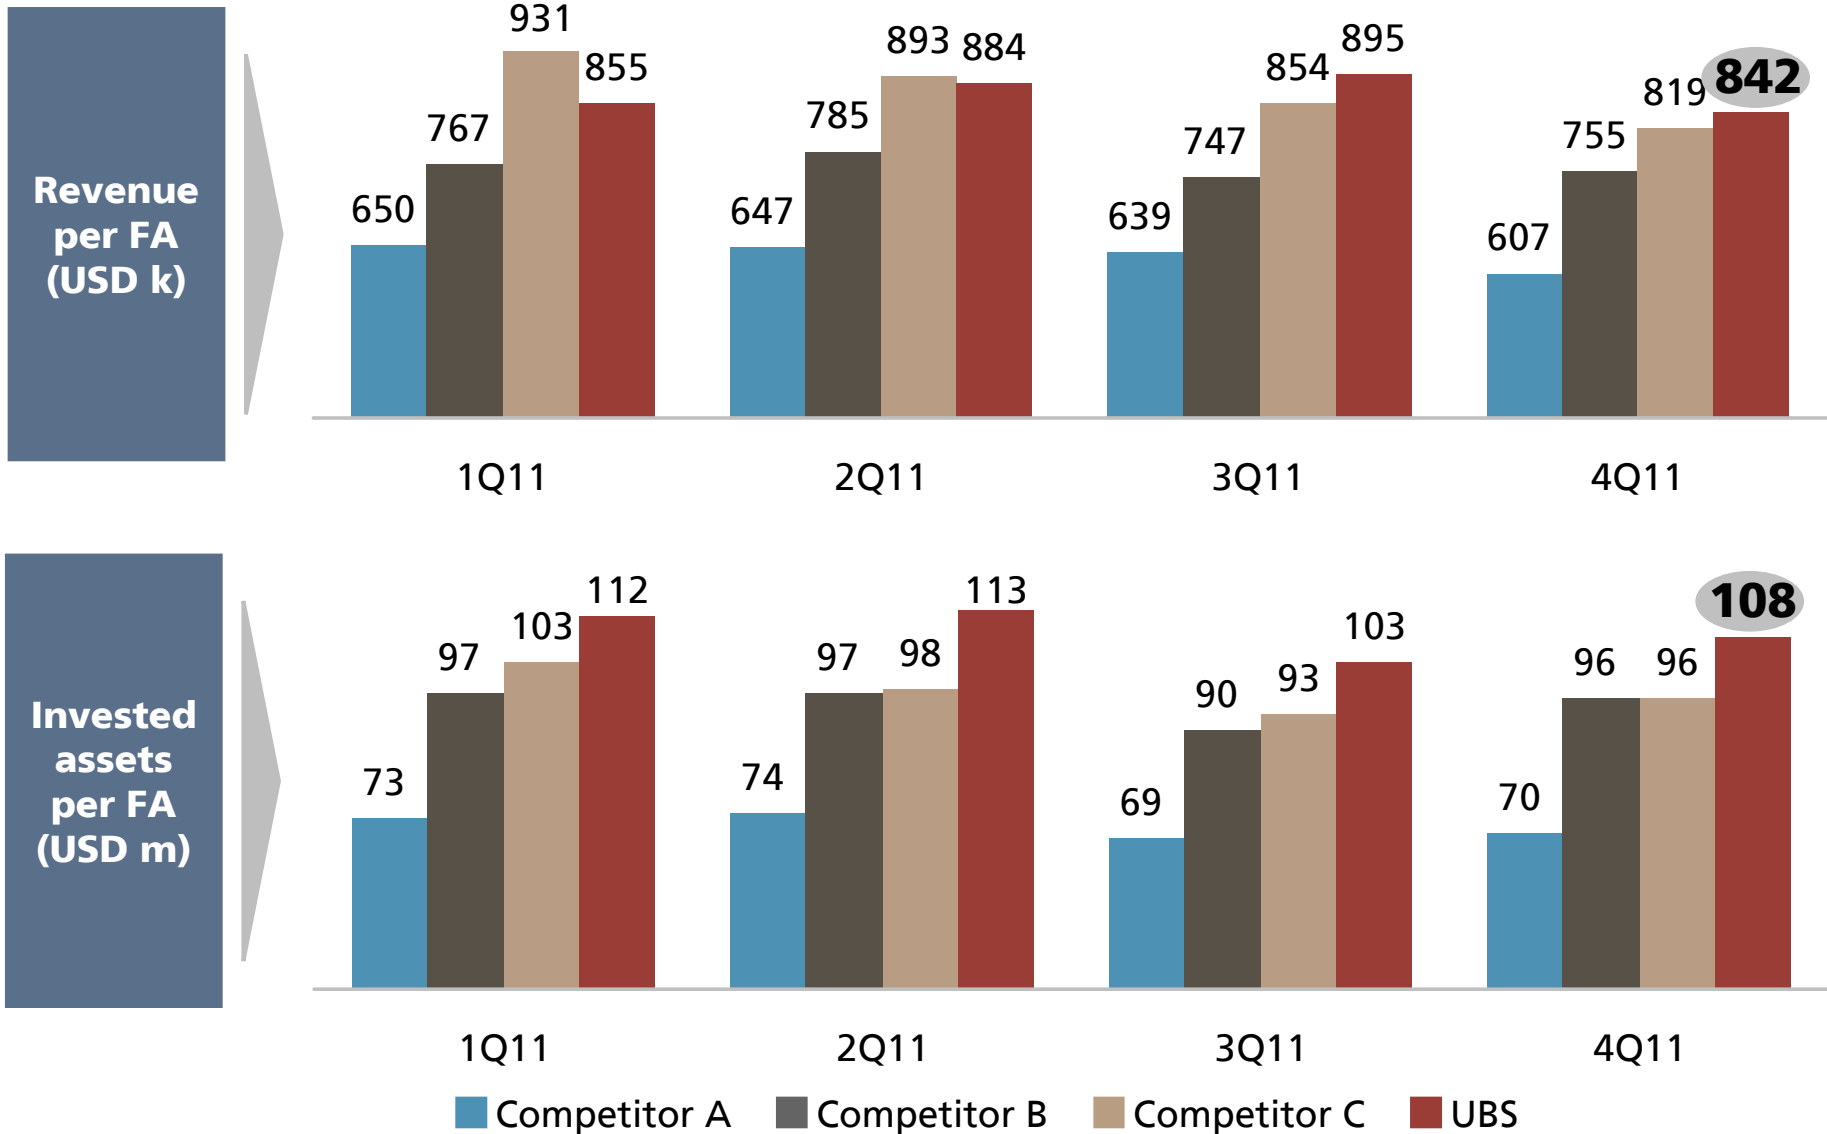 Revenue
per FA
(USD k)
650 767 931 855
647 785 893 884
639 747 854 895
607 755 819 842
1Q11 2Q11 3Q11 4Q11
Invested
assets
per FA
(USD m)
73 97 103 112
74 97 98 113
69 90 93 103
70 96 96 108
1Q11 2Q11 3Q11 4Q11
Competitor A Competitor B Competitor C UBS